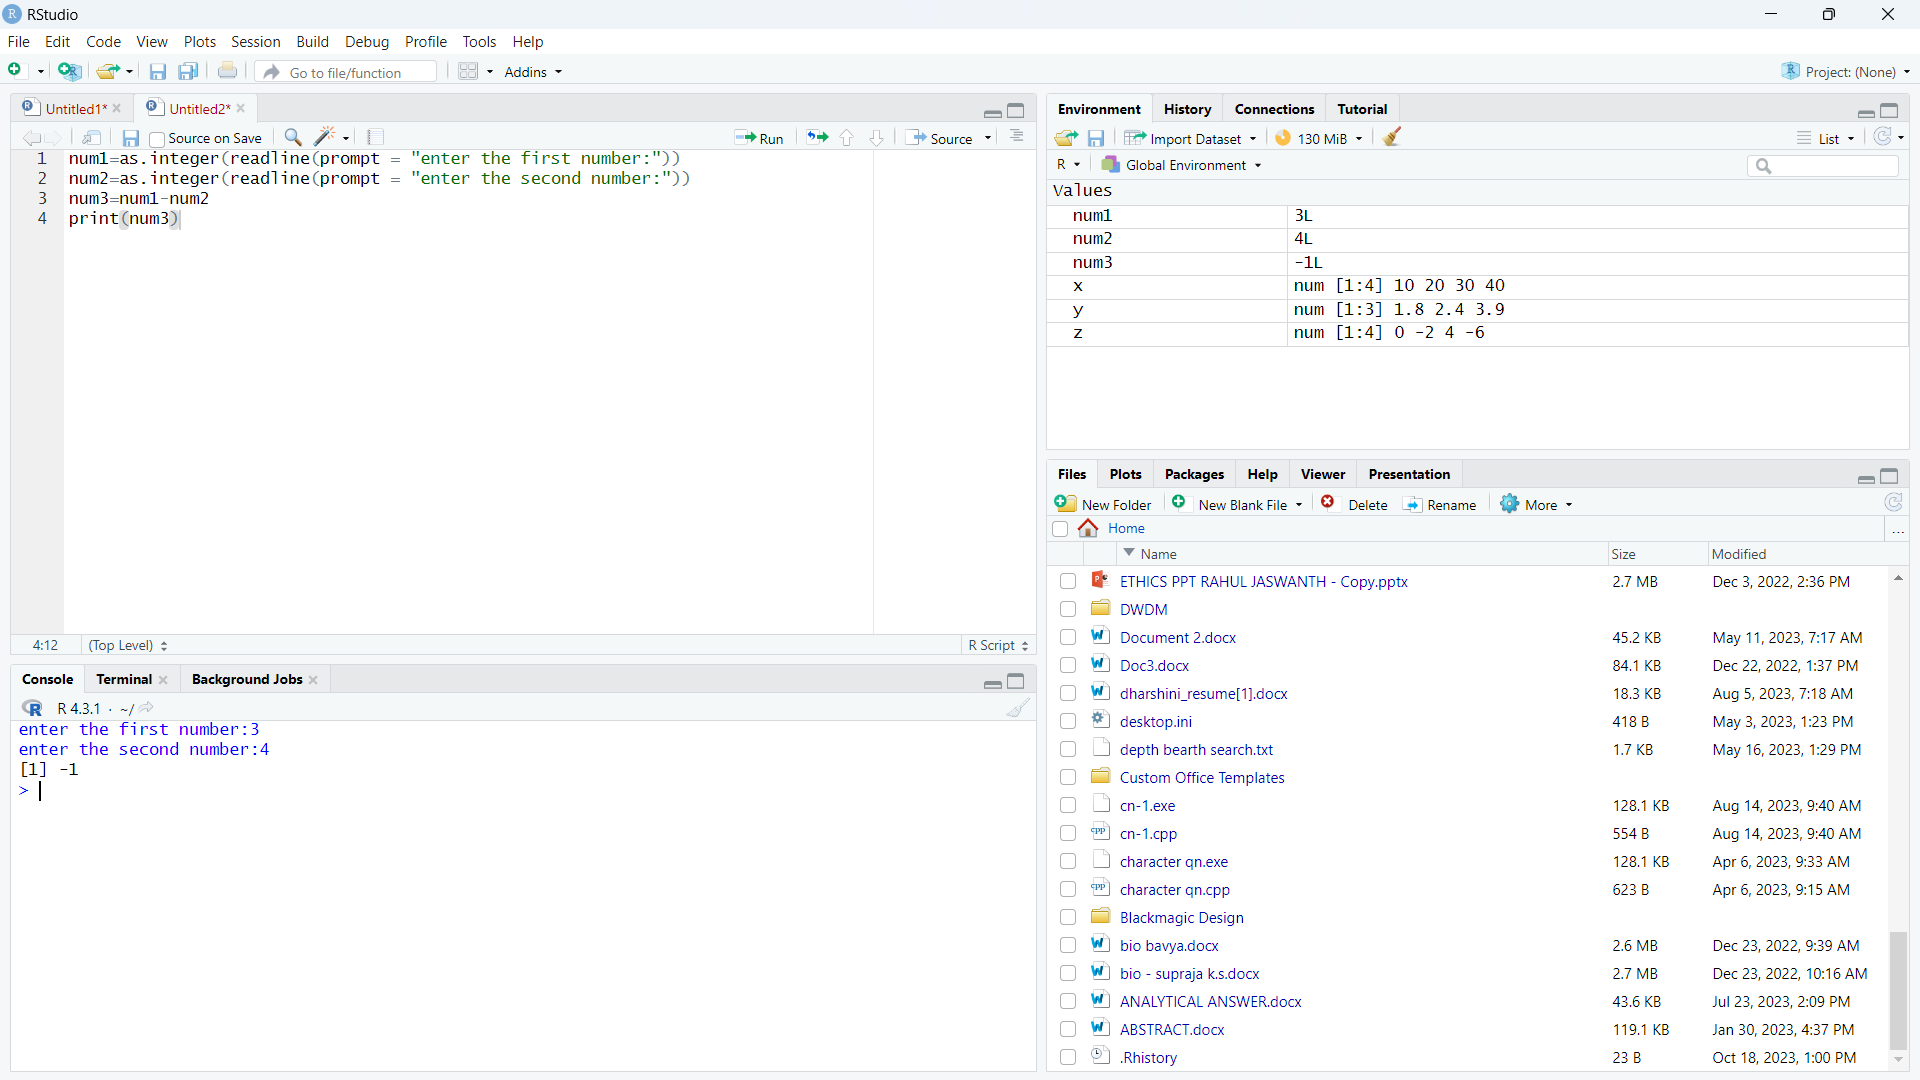 RStudio
File Edit Code View Plots Session Build Debug Profile Tools Help
Go to file/function Addins Project: (None)
Untitled1* Untitled2*
Source on Save Run Source
1 num1=as.integer(readline(prompt = "enter the first number:"))
2 num2=as.integer(readline(prompt = "enter the second number:"))
3 num3=num1-num2
4 print(num3)
4:12 (Top Level) R Script
Console Terminal Background Jobs
R 4.3.1 · ~/
enter the first number:3
enter the second number:4
[1] -1
>
Environment History Connections Tutorial
Import Dataset 130 MiB List
R Global Environment
Values
num1 3L
num2 4L
num3 -1L
x num [1:4] 10 20 30 40
y num [1:3] 1.8 2.4 3.9
z num [1:4] 0 -2 4 -6
Files Plots Packages Help Viewer Presentation
New Folder New Blank File Delete Rename More
Home ...
Name Size Modified
ETHICS PPT RAHUL JASWANTH - Copy.pptx 2.7 MB Dec 3, 2022, 2:36 PM
DWDM
Document 2.docx 45.2 KB May 11, 2023, 7:17 AM
Doc3.docx 84.1 KB Dec 22, 2022, 1:37 PM
dharshini_resume[1].docx 18.3 KB Aug 5, 2023, 7:18 AM
desktop.ini 418 B May 3, 2023, 1:23 PM
depth bearth search.txt 1.7 KB May 16, 2023, 1:29 PM
Custom Office Templates
cn-1.exe 128.1 KB Aug 14, 2023, 9:40 AM
cn-1.cpp 554 B Aug 14, 2023, 9:40 AM
character qn.exe 128.1 KB Apr 6, 2023, 9:33 AM
character qn.cpp 623 B Apr 6, 2023, 9:15 AM
Blackmagic Design
bio bavya.docx 2.6 MB Dec 23, 2022, 9:39 AM
bio - supraja k.s.docx 2.7 MB Dec 23, 2022, 10:16 AM
ANALYTICAL ANSWER.docx 43.6 KB Jul 23, 2023, 2:09 PM
ABSTRACT.docx 119.1 KB Jan 30, 2023, 4:37 PM
.Rhistory 23 B Oct 18, 2023, 1:00 PM